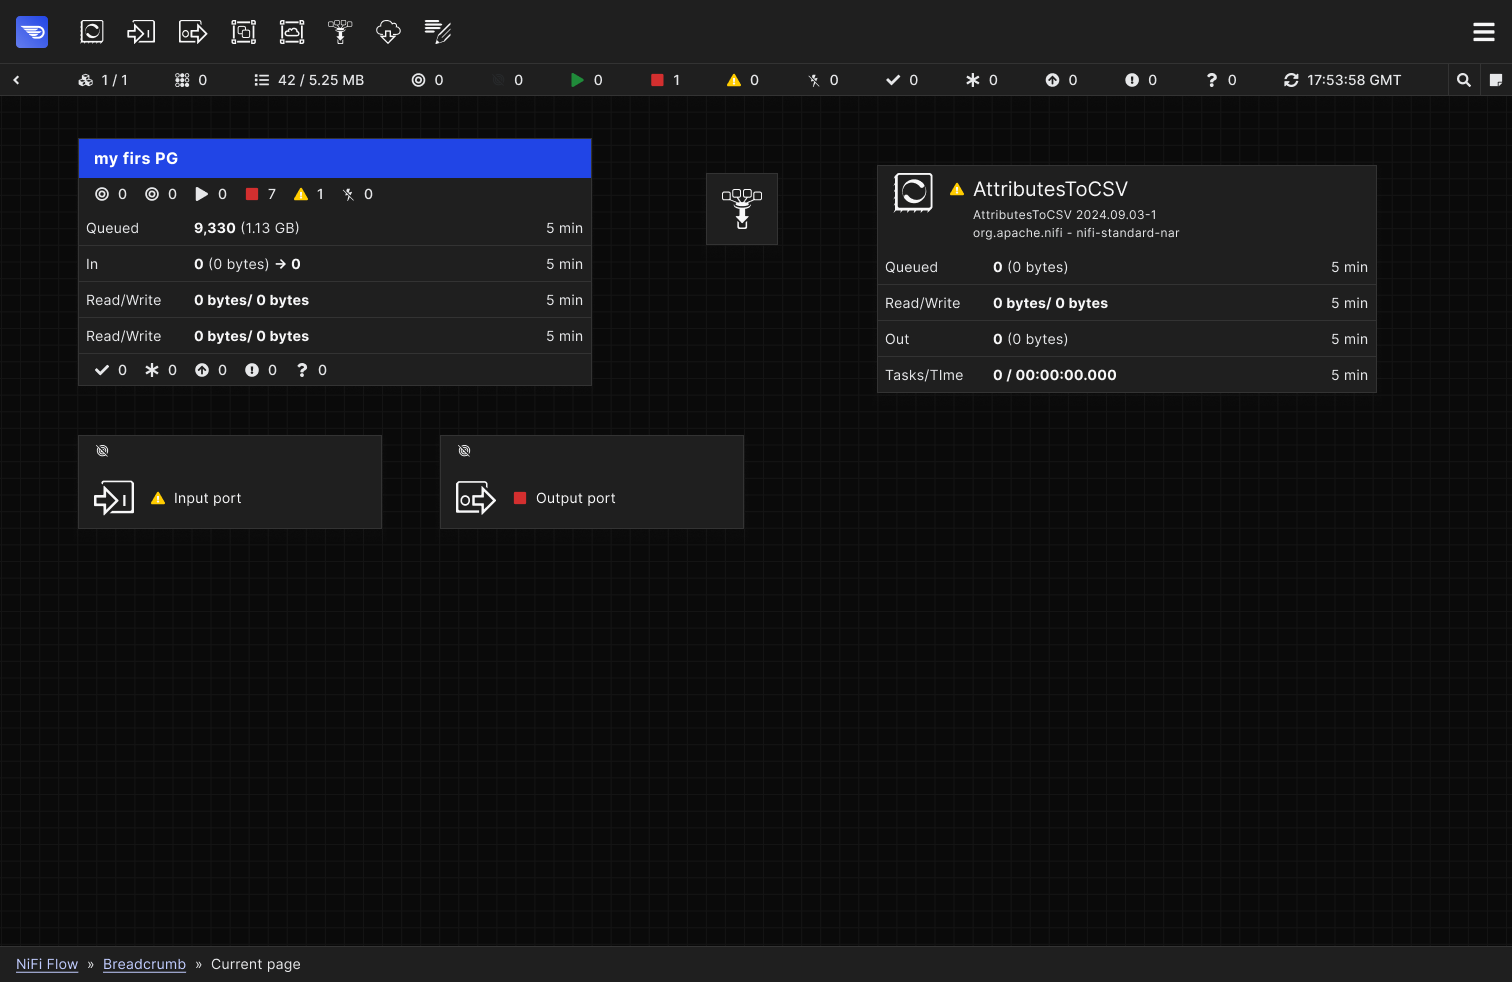 1 / 1 0 42 / 5.25 MB 0 0 0 1 0 0 0 0 0 0 0 17:53:58 GMT
my firs PG
0 0 0 7 1 0
Queued 9,330 (1.13 GB) 5 min
In 0 (0 bytes) → 0 5 min
Read/Write 0 bytes/ 0 bytes 5 min
Read/Write 0 bytes/ 0 bytes 5 min
0 0 0 0 0
AttributesToCSV
AttributesToCSV 2024.09.03-1
org.apache.nifi - nifi-standard-nar
Queued 0 (0 bytes) 5 min
Read/Write 0 bytes/ 0 bytes 5 min
Out 0 (0 bytes) 5 min
Tasks/TIme 0 / 00:00:00.000 5 min
Input port
Output port
NiFi Flow » Breadcrumb » Current page